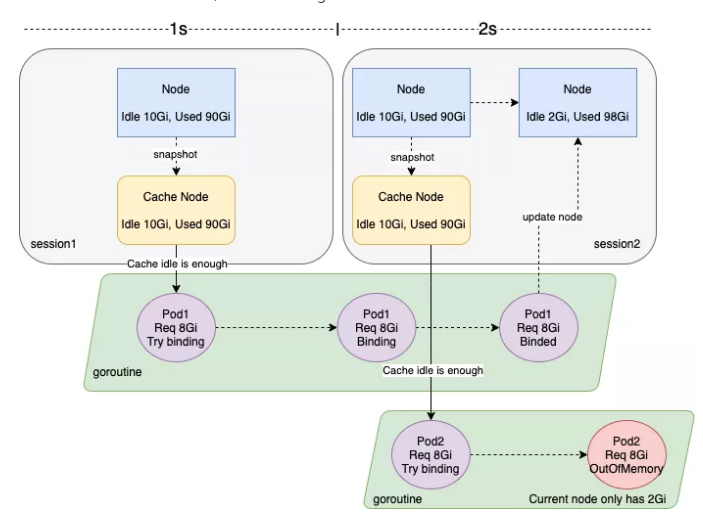 1s
2s
Node
Idle 10Gi, Used 90Gi
snapshot
Cache Node
Idle 10Gi, Used 90Gi
session1
Node
Idle 10Gi, Used 90Gi
snapshot
Cache Node
Idle 10Gi, Used 90Gi
Node
Idle 2Gi, Used 98Gi
update node
session2
Cache idle is enough
Pod1
Req 8Gi
Try binding
Pod1
Req 8Gi
Binding
Pod1
Req 8Gi
Binded
goroutine
Cache idle is enough
Pod2
Req 8Gi
Try binding
Pod2
Req 8Gi
OutOfMemory
goroutine
Current node only has 2Gi